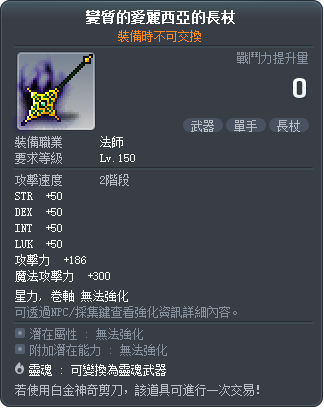 變質的愛麗西亞的長杖
裝備時不可交換
戰鬥力提升量
0
武器 單手 長杖
裝備職業 法師
要求等級 Lv.150
攻擊速度 2階段
STR +50
DEX +50
INT +50
LUK +50
攻擊力 +186
魔法攻擊力 +300
星力, 卷軸 無法強化
可透過NPC/採集鍵查看強化資訊詳細內容。
潛在屬性 : 無法強化
附加潛在能力 : 無法強化
靈魂 : 可變換為靈魂武器
若使用白金神奇剪刀，該道具可進行一次交易!